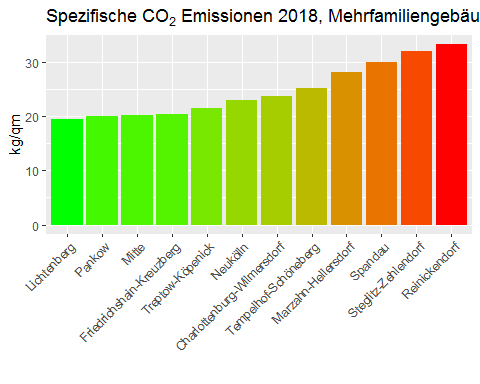 Spezifische CO₂ Emissionen 2018, Mehrfamiliengebäu
kg/qm
30
20
10
0
Lichtenberg
Pankow
Mitte
Friedrichshain-Kreuzberg
Treptow-Köpenick
Neukölln
Charlottenburg-Wilmersdorf
Tempelhof-Schöneberg
Marzahn-Hellersdorf
Spandau
Steglitz-Zehlendorf
Reinickendorf